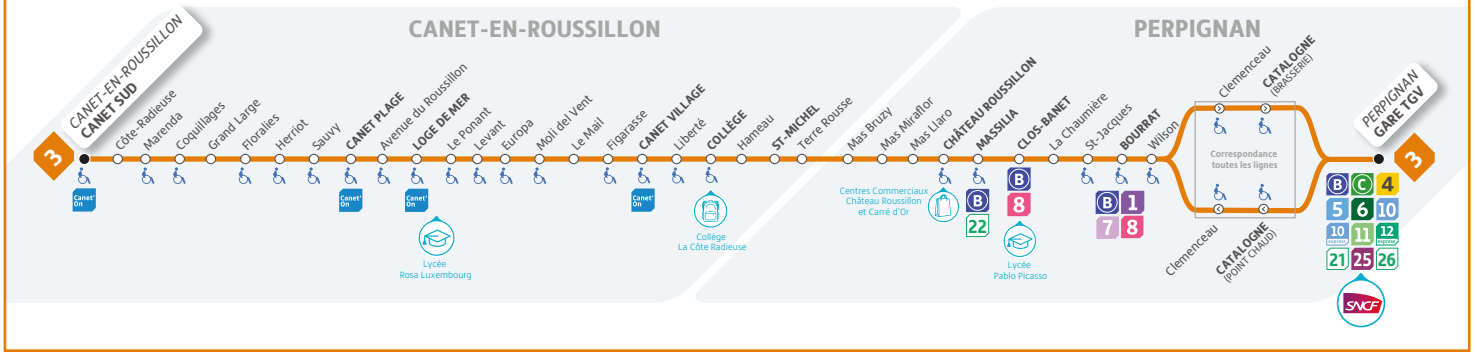 CANET-EN-ROUSSILLON
PERPIGNAN
3
CANET-EN-ROUSSILLON
CANET SUD
Côte-Radieuse
Marenda
Coquillages
Grand Large
Floralies
Herriot
Sauvy
CANET PLAGE
Avenue du Roussillon
LOGE DE MER
Le Ponant
Levant
Europa
Moli del Vent
Le Mail
Figarasse
CANET VILLAGE
Liberté
COLLÈGE
Hameau
ST-MICHEL
Terre Rousse
Mas Bruzy
Mas Miraflor
Mas Llaro
CHÂTEAU ROUSSILLON
MASSILIA
CLOS-BANET
La Chaumière
St-Jacques
BOURRAT
Wilson
Clemenceau
CATALOGNE
(BRASSERIE)
Correspondance
toutes les lignes
Clemenceau
CATALOGNE
(POINT CHAUD)
PERPIGNAN
GARE TGV
3
Canet'
On
Canet'
On
Canet'
On
Canet'
On
Lycée
Rosa Luxembourg
Collège
La Côte Radieuse
Centres Commerciaux
Château Roussillon
et Carré d'Or
B
22
B
8
Lycée
Pablo Picasso
B 1
7 8
B C 4
5 6 10
10 express 11 12 express
21 25 26
SNCF